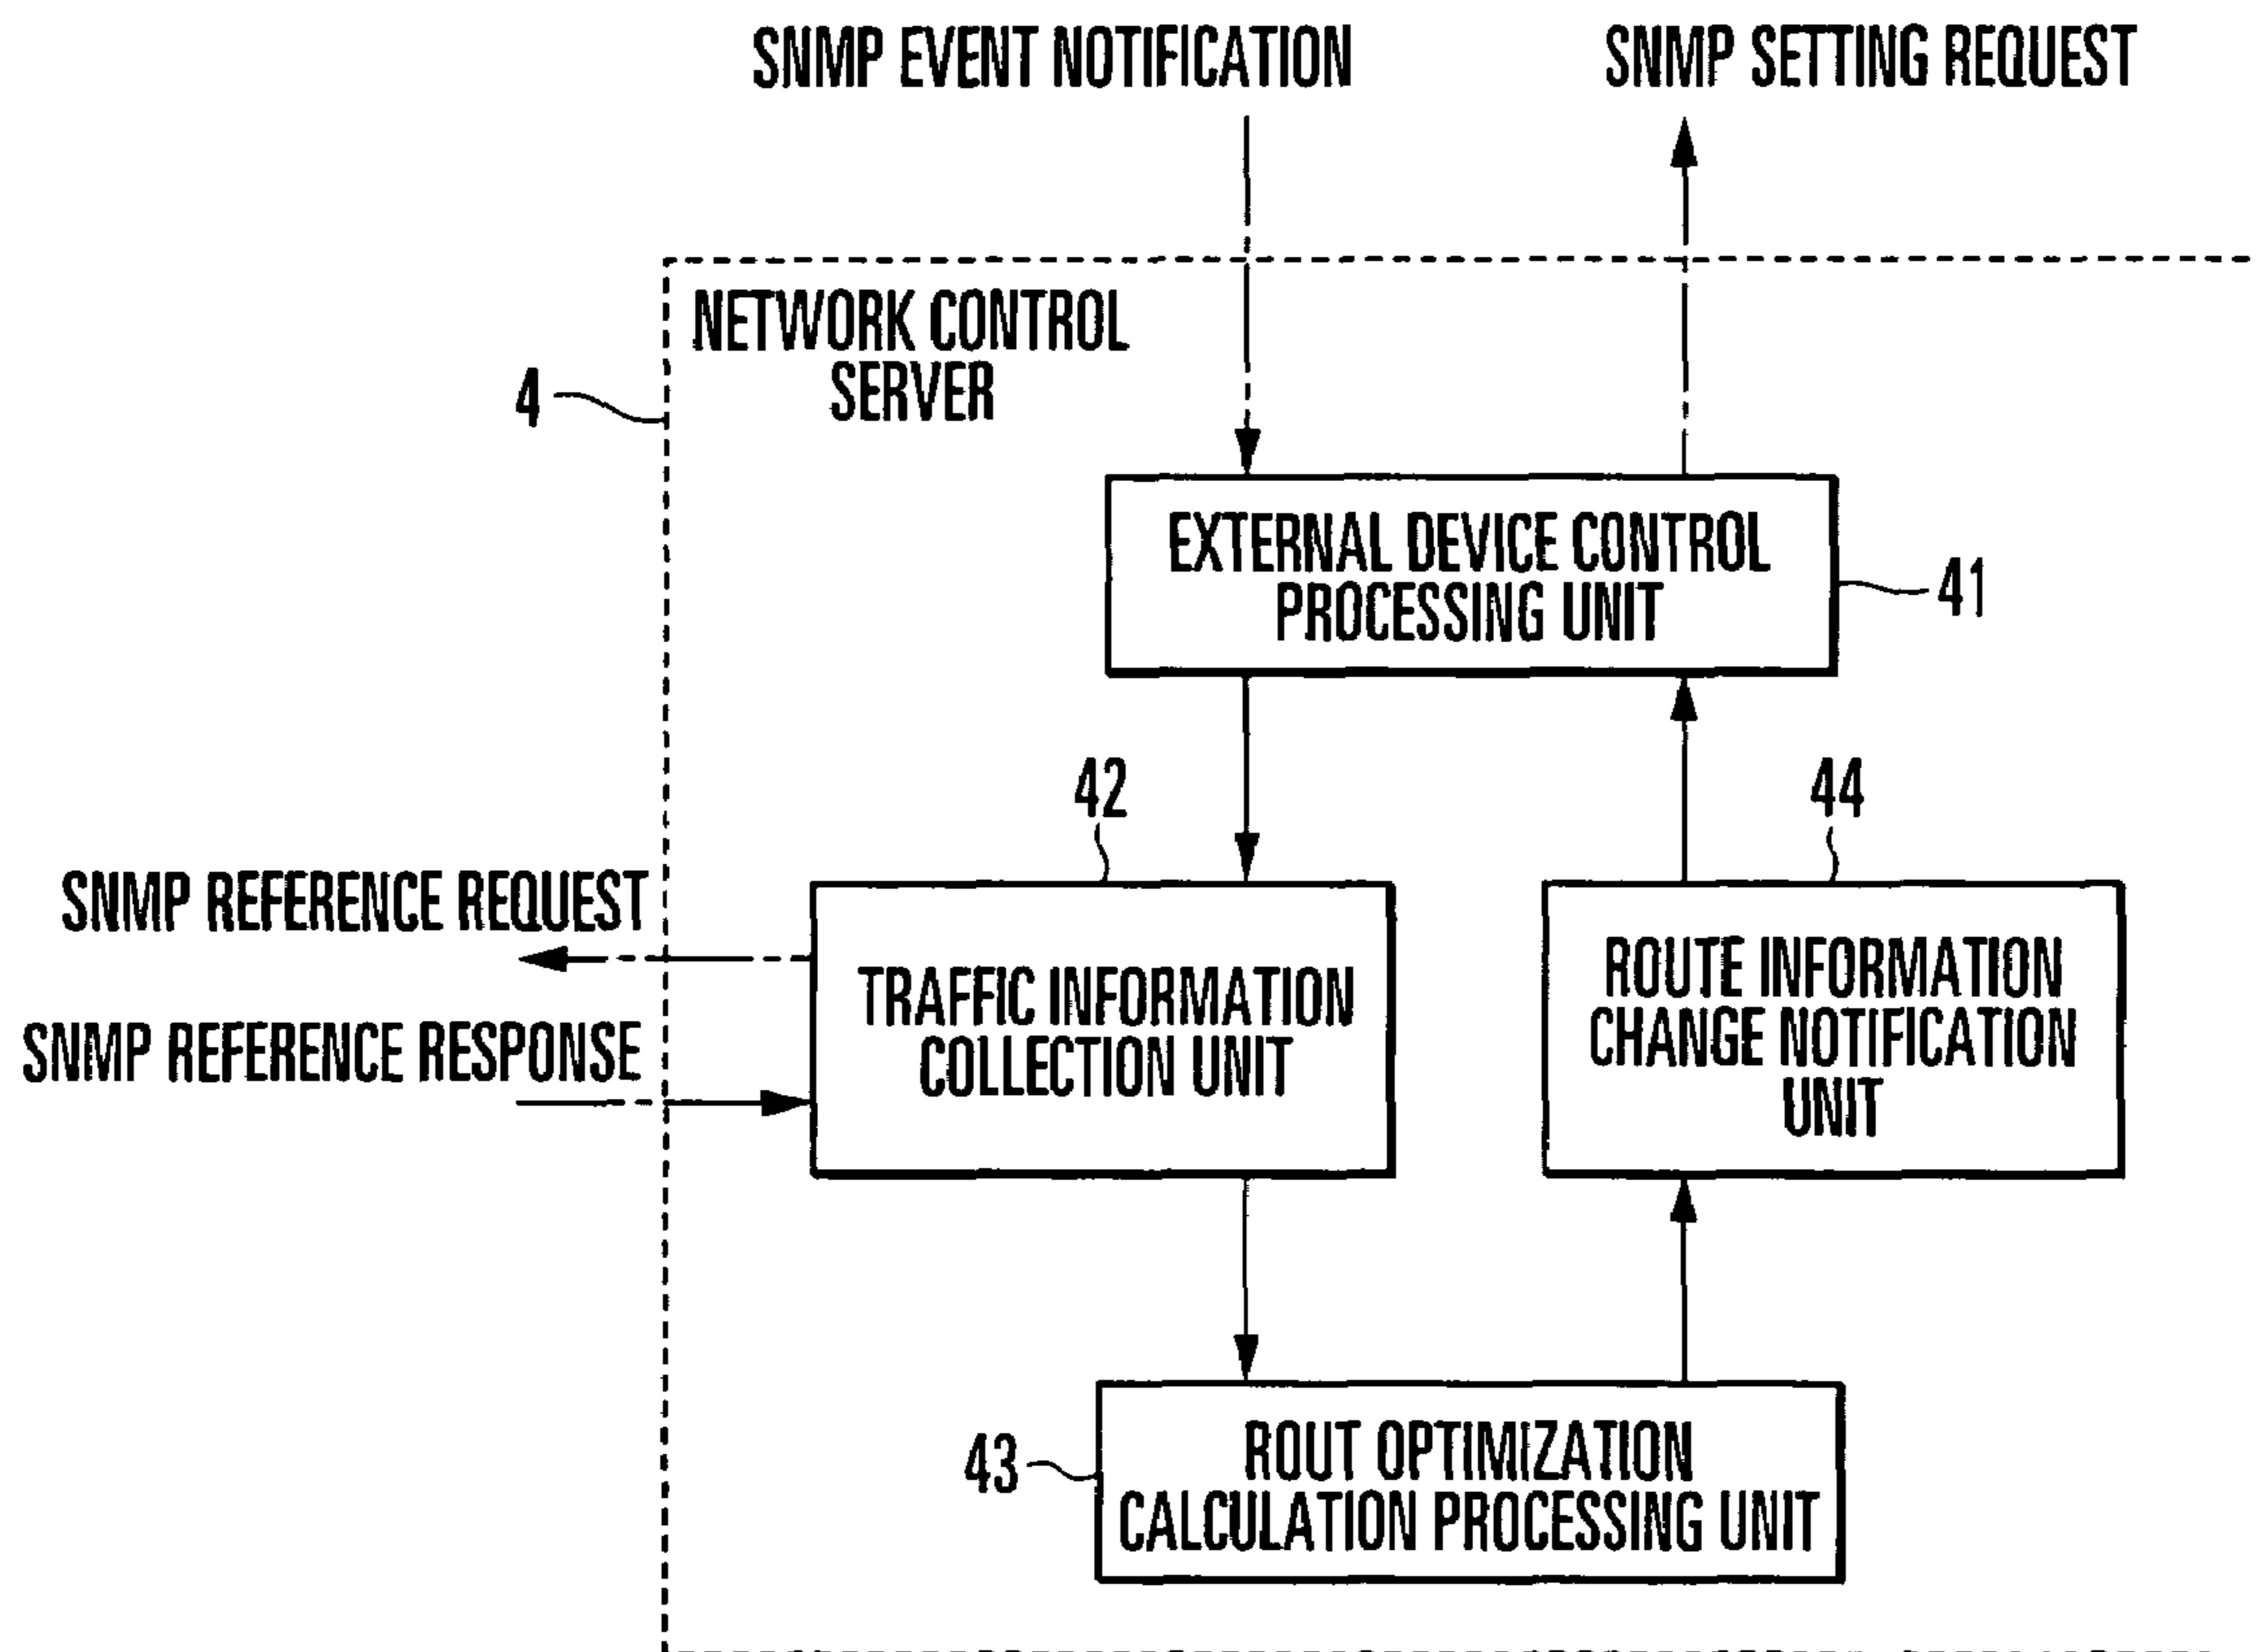 SNMP EVENT NOTIFICATION
SNMP SETTING REQUEST
NETWORK CONTROL
SERVER
4
EXTERNAL DEVICE CONTROL
PROCESSING UNIT
41
42
44
SNMP REFERENCE REQUEST
SNMP REFERENCE RESPONSE
TRAFFIC INFORMATION
COLLECTION UNIT
ROUTE INFORMATION
CHANGE NOTIFICATION
UNIT
43
ROUT OPTIMIZATION
CALCULATION PROCESSING UNIT